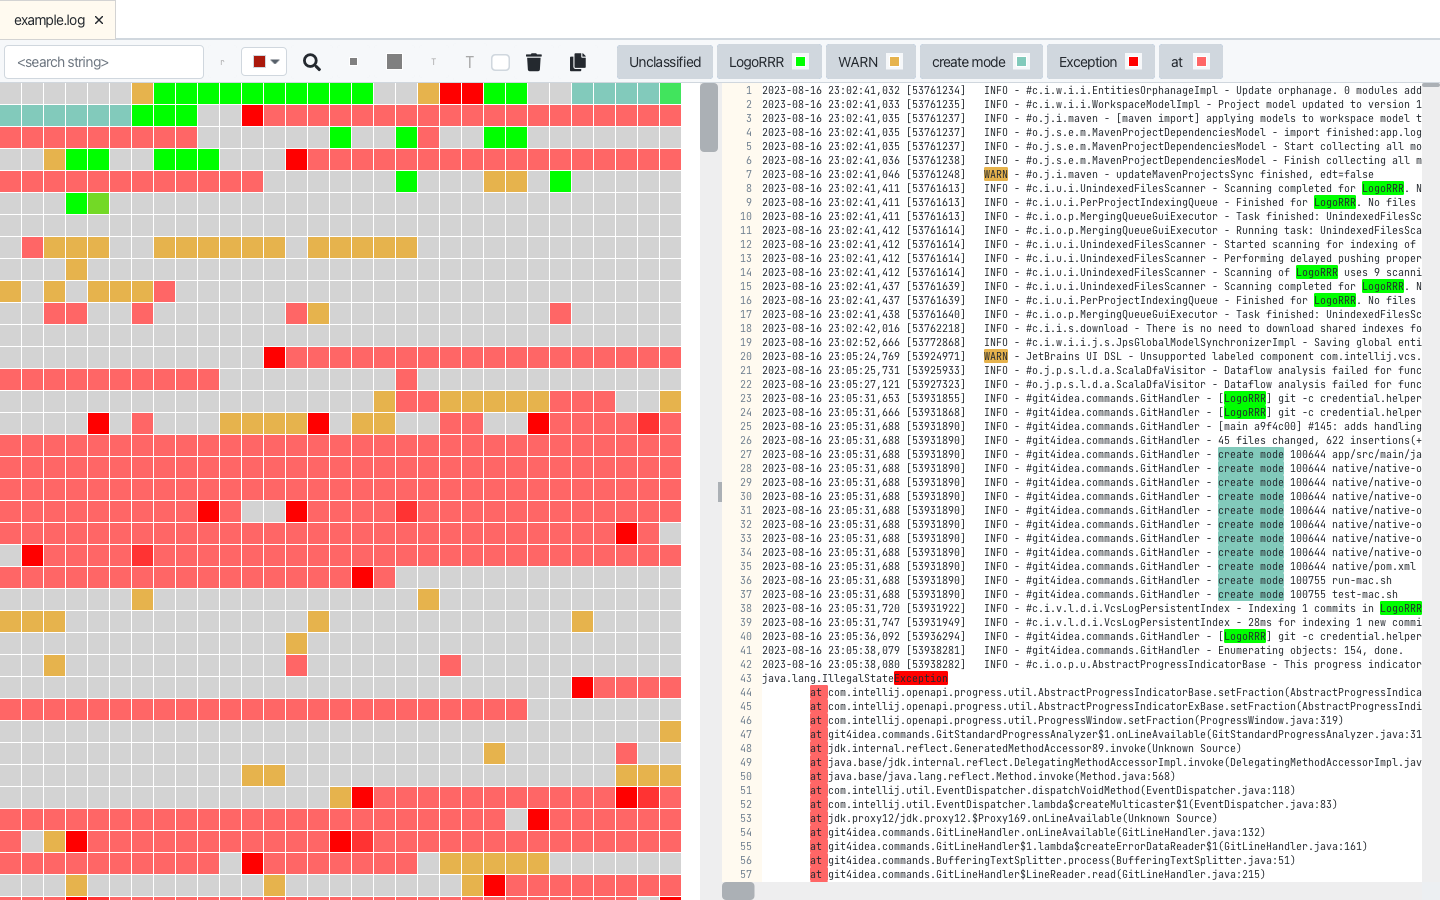 example.log
<search string>
r
T
T
Unclassified
LogoRRR
WARN
create mode
Exception
at
1 2023-08-16 23:02:41,032 [53761234] INFO - #c.i.w.i.i.EntitiesOrphanageImpl - Update orphanage. 0 modules add
2 2023-08-16 23:02:41,033 [53761235] INFO - #c.i.w.i.i.WorkspaceModelImpl - Project model updated to version 1
3 2023-08-16 23:02:41,035 [53761237] INFO - #o.j.i.maven - [maven import] applying models to workspace model t
4 2023-08-16 23:02:41,035 [53761237] INFO - #o.j.s.e.m.MavenProjectDependenciesModel - import finished:app.log
5 2023-08-16 23:02:41,035 [53761237] INFO - #o.j.s.e.m.MavenProjectDependenciesModel - Start collecting all mo
6 2023-08-16 23:02:41,036 [53761238] INFO - #o.j.s.e.m.MavenProjectDependenciesModel - Finish collecting all m
7 2023-08-16 23:02:41,046 [53761248] WARN - #o.j.i.maven - updateMavenProjectsSync finished, edt=false
8 2023-08-16 23:02:41,411 [53761613] INFO - #c.i.u.i.UnindexedFilesScanner - Scanning completed for LogoRRR. N
9 2023-08-16 23:02:41,411 [53761613] INFO - #c.i.u.i.PerProjectIndexingQueue - Finished for LogoRRR. No files
10 2023-08-16 23:02:41,411 [53761613] INFO - #c.i.o.p.MergingQueueGuiExecutor - Task finished: UnindexedFilesSc
11 2023-08-16 23:02:41,412 [53761614] INFO - #c.i.o.p.MergingQueueGuiExecutor - Running task: UnindexedFilesSca
12 2023-08-16 23:02:41,412 [53761614] INFO - #c.i.u.i.UnindexedFilesScanner - Started scanning for indexing of
13 2023-08-16 23:02:41,412 [53761614] INFO - #c.i.u.i.UnindexedFilesScanner - Performing delayed pushing proper
14 2023-08-16 23:02:41,412 [53761614] INFO - #c.i.u.i.UnindexedFilesScanner - Scanning of LogoRRR uses 9 scanni
15 2023-08-16 23:02:41,437 [53761639] INFO - #c.i.u.i.UnindexedFilesScanner - Scanning completed for LogoRRR. N
16 2023-08-16 23:02:41,437 [53761639] INFO - #c.i.u.i.PerProjectIndexingQueue - Finished for LogoRRR. No files
17 2023-08-16 23:02:41,438 [53761640] INFO - #c.i.o.p.MergingQueueGuiExecutor - Task finished: UnindexedFilesSc
18 2023-08-16 23:02:42,016 [53762218] INFO - #c.i.i.s.download - There is no need to download shared indexes fo
19 2023-08-16 23:02:52,666 [53772868] INFO - #c.i.w.i.i.j.s.JpsGlobalModelSynchronizerImpl - Saving global enti
20 2023-08-16 23:05:24,769 [53924971] WARN - JetBrains UI DSL - Unsupported labeled component com.intellij.vcs.
21 2023-08-16 23:05:25,731 [53925933] INFO - #o.j.p.s.l.d.a.ScalaDfaVisitor - Dataflow analysis failed for func
22 2023-08-16 23:05:27,121 [53927323] INFO - #o.j.p.s.l.d.a.ScalaDfaVisitor - Dataflow analysis failed for func
23 2023-08-16 23:05:31,653 [53931855] INFO - #git4idea.commands.GitHandler - [LogoRRR] git -c credential.helper
24 2023-08-16 23:05:31,666 [53931868] INFO - #git4idea.commands.GitHandler - [LogoRRR] git -c credential.helper
25 2023-08-16 23:05:31,688 [53931890] INFO - #git4idea.commands.GitHandler - [main a9f4c00] #145: adds handling
26 2023-08-16 23:05:31,688 [53931890] INFO - #git4idea.commands.GitHandler - 45 files changed, 622 insertions(+
27 2023-08-16 23:05:31,688 [53931890] INFO - #git4idea.commands.GitHandler - create mode 100644 app/src/main/ja
28 2023-08-16 23:05:31,688 [53931890] INFO - #git4idea.commands.GitHandler - create mode 100644 native/native-o
29 2023-08-16 23:05:31,688 [53931890] INFO - #git4idea.commands.GitHandler - create mode 100644 native/native-o
30 2023-08-16 23:05:31,688 [53931890] INFO - #git4idea.commands.GitHandler - create mode 100644 native/native-o
31 2023-08-16 23:05:31,688 [53931890] INFO - #git4idea.commands.GitHandler - create mode 100644 native/native-o
32 2023-08-16 23:05:31,688 [53931890] INFO - #git4idea.commands.GitHandler - create mode 100644 native/native-o
33 2023-08-16 23:05:31,688 [53931890] INFO - #git4idea.commands.GitHandler - create mode 100644 native/native-o
34 2023-08-16 23:05:31,688 [53931890] INFO - #git4idea.commands.GitHandler - create mode 100644 native/native-o
35 2023-08-16 23:05:31,688 [53931890] INFO - #git4idea.commands.GitHandler - create mode 100644 native/pom.xml
36 2023-08-16 23:05:31,688 [53931890] INFO - #git4idea.commands.GitHandler - create mode 100755 run-mac.sh
37 2023-08-16 23:05:31,688 [53931890] INFO - #git4idea.commands.GitHandler - create mode 100755 test-mac.sh
38 2023-08-16 23:05:31,720 [53931922] INFO - #c.i.v.l.d.i.VcsLogPersistentIndex - Indexing 1 commits in LogoRRR
39 2023-08-16 23:05:31,747 [53931949] INFO - #c.i.v.l.d.i.VcsLogPersistentIndex - 28ms for indexing 1 new commi
40 2023-08-16 23:05:36,092 [53936294] INFO - #git4idea.commands.GitHandler - [LogoRRR] git -c credential.helper
41 2023-08-16 23:05:38,079 [53938281] INFO - #git4idea.commands.GitHandler - Enumerating objects: 154, done.
42 2023-08-16 23:05:38,080 [53938282] INFO - #c.i.o.p.u.AbstractProgressIndicatorBase - This progress indicator
43 java.lang.IllegalStateException
44 at com.intellij.openapi.progress.util.AbstractProgressIndicatorBase.setFraction(AbstractProgressIndica
45 at com.intellij.openapi.progress.util.AbstractProgressIndicatorExBase.setFraction(AbstractProgressIndi
46 at com.intellij.openapi.progress.util.ProgressWindow.setFraction(ProgressWindow.java:319)
47 at git4idea.commands.GitStandardProgressAnalyzer$1.onLineAvailable(GitStandardProgressAnalyzer.java:31
48 at jdk.internal.reflect.GeneratedMethodAccessor89.invoke(Unknown Source)
49 at java.base/jdk.internal.reflect.DelegatingMethodAccessorImpl.invoke(DelegatingMethodAccessorImpl.jav
50 at java.base/java.lang.reflect.Method.invoke(Method.java:568)
51 at com.intellij.util.EventDispatcher.dispatchVoidMethod(EventDispatcher.java:118)
52 at com.intellij.util.EventDispatcher.lambda$createMulticaster$1(EventDispatcher.java:83)
53 at jdk.proxy12/jdk.proxy12.$Proxy169.onLineAvailable(Unknown Source)
54 at git4idea.commands.GitLineHandler.onLineAvailable(GitLineHandler.java:132)
55 at git4idea.commands.GitLineHandler$1.lambda$createErrorDataReader$1(GitLineHandler.java:161)
56 at git4idea.commands.BufferingTextSplitter.process(BufferingTextSplitter.java:51)
57 at git4idea.commands.GitLineHandler$LineReader.read(GitLineHandler.java:215)